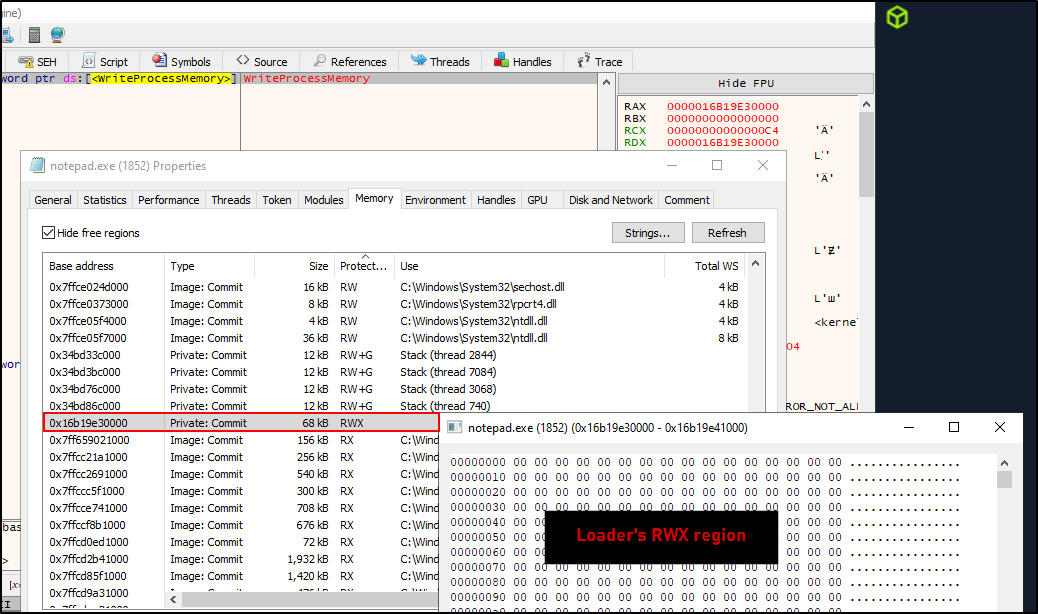 gine)
SEH Script Symbols Source References Threads Handles Trace
word ptr ds:[<WriteProcessMemory>] WriteProcessMemory
Hide FPU
RAX 0000016B19E30000
RBX 0000000000000000
RCX 00000000000000C4 'Ä'
RDX 0000016B19E30000
'Ä'
L'Ɇ'
L'ш'
<kerne
04
ROR_NOT_ALL
wor
bas
>
[x=
notepad.exe (1852) Properties
General Statistics Performance Threads Token Modules Memory Environment Handles GPU Disk and Network Comment
Hide free regions Strings... Refresh
Base address Type Size Protect... Use Total WS
0x7ffce024d000 Image: Commit 16 kB RW C:\Windows\System32\sechost.dll 4 kB
0x7ffce0373000 Image: Commit 8 kB RW C:\Windows\System32\rpcrt4.dll 4 kB
0x7ffce05f4000 Image: Commit 4 kB RW C:\Windows\System32\ntdll.dll 4 kB
0x7ffce05f7000 Image: Commit 36 kB RW C:\Windows\System32\ntdll.dll 8 kB
0x34bd33c000 Private: Commit 12 kB RW+G Stack (thread 2844)
0x34bd3bc000 Private: Commit 12 kB RW+G Stack (thread 7084)
0x34bd76c000 Private: Commit 12 kB RW+G Stack (thread 3068)
0x34bd86c000 Private: Commit 12 kB RW+G Stack (thread 740)
0x16b19e30000 Private: Commit 68 kB RWX
0x7ff659021000 Image: Commit 156 kB RX C:\Wind
0x7ffcc21a1000 Image: Commit 256 kB RX C:\Wind
0x7ffcc2691000 Image: Commit 540 kB RX C:\Wind
0x7ffccc5f1000 Image: Commit 300 kB RX C:\Wind
0x7ffcce741000 Image: Commit 708 kB RX C:\Wind
0x7ffccf8b1000 Image: Commit 676 kB RX C:\Wind
0x7ffcd0ed1000 Image: Commit 72 kB RX C:\Wind
0x7ffcd2b41000 Image: Commit 1,932 kB RX C:\Wind
0x7ffcd85f1000 Image: Commit 1,420 kB RX C:\Wind
0x7ffcd9a31000 Image: Commit 476 kB RX C:\Wind
notepad.exe (1852) (0x16b19e30000 - 0x16b19e41000)
00000000 00 00 00 00 00 00 00 00 00 00 00 00 00 00 00 00 ................
00000010 00 00 00 00 00 00 00 00 00 00 00 00 00 00 00 00 ................
00000020 00 00 00 00 00 00 00 00 00 00 00 00 00 00 00 00 ................
00000030 00 00 00 00 00 ................
00000040 00 00 00 00 00 ................
00000050 00 00 00 00 00 ................
00000060 00 00 00 00 00 ................
00000070 00 00 00 00 00 00 00 00 00 00 00 00 00 00 00 00 ................
00000080 00 00 00 00 00 00 00 00 00 00 00 00 00 00 00 00 ................
00000090 00 00 00 00 00 00 00 00 00 00 00 00 00 00 00 00 ................
Loader's RWX region